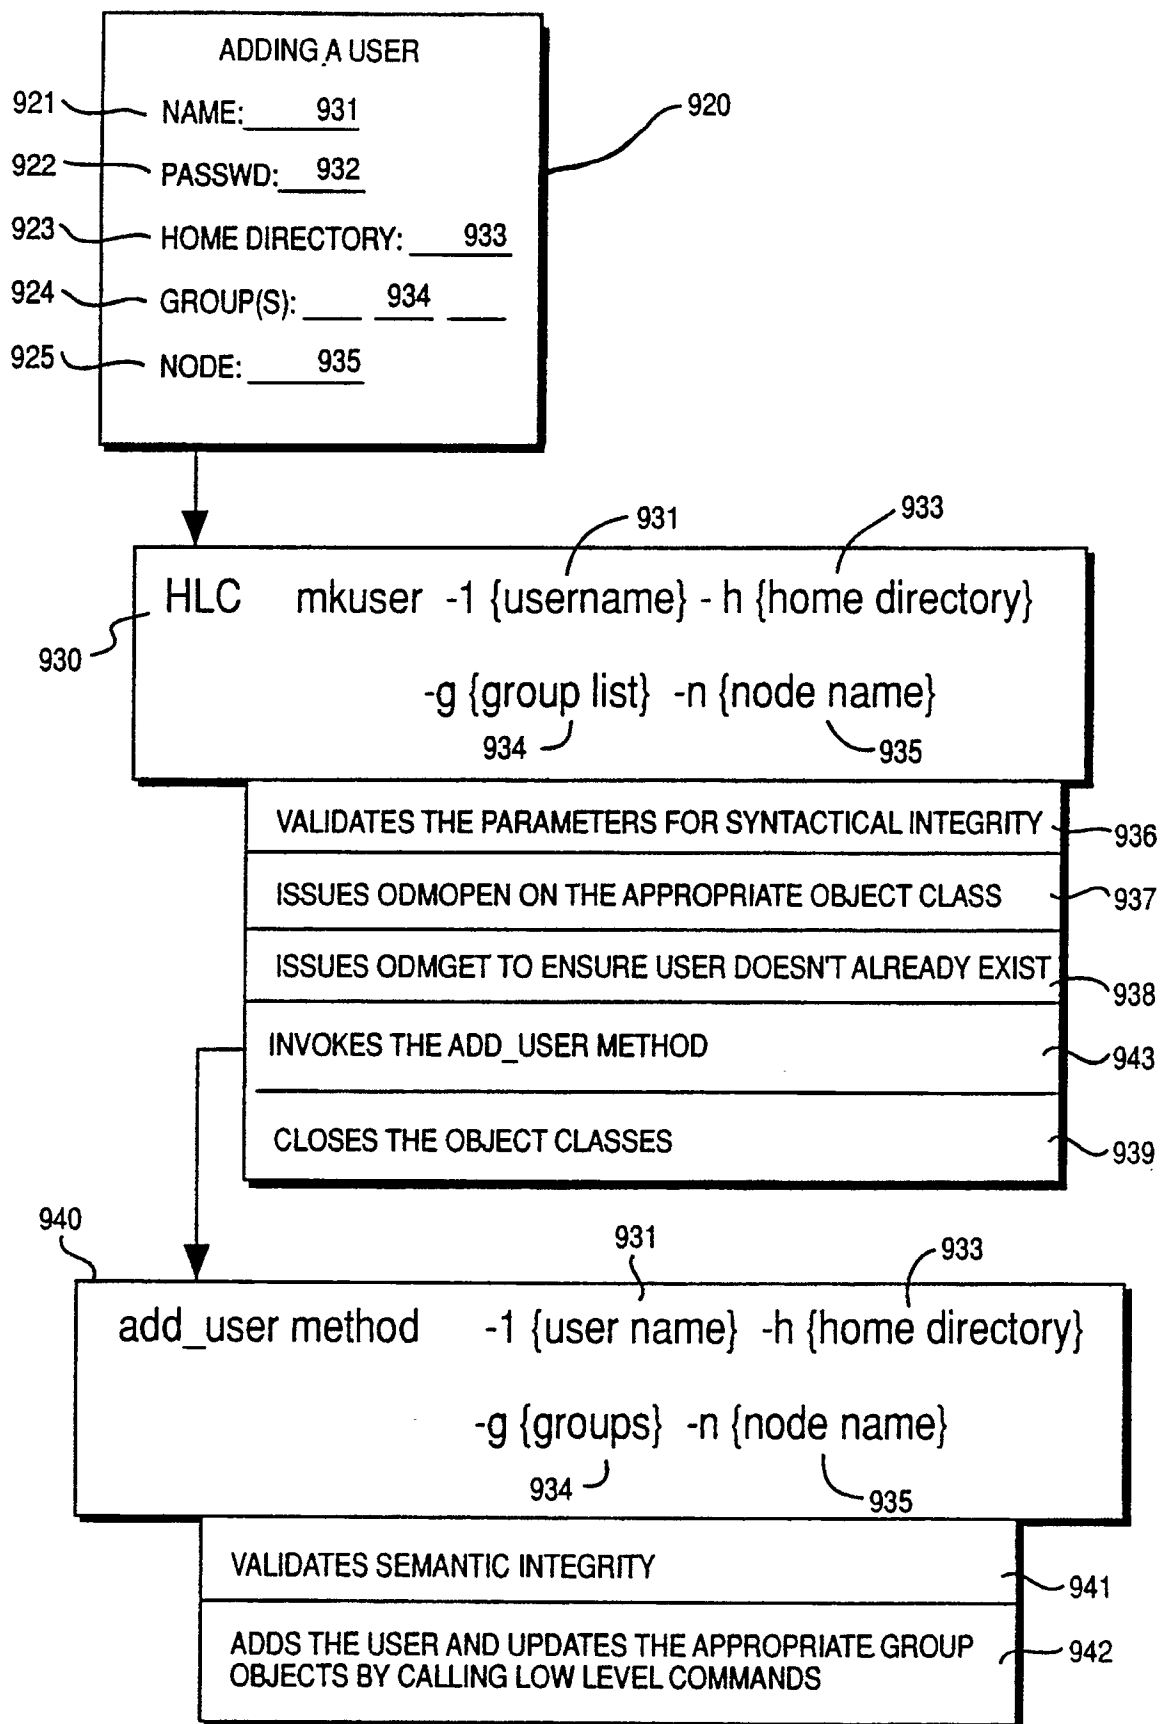 ADDING A USER
921 NAME: 931
920
922 PASSWD: 932
923 HOME DIRECTORY: 933
924 GROUP(S): 934
925 NODE: 935
931 933
HLC mkuser -1 {username} - h {home directory}
930
-g {group list} -n {node name}
934 935
VALIDATES THE PARAMETERS FOR SYNTACTICAL INTEGRITY 936
ISSUES ODMOPEN ON THE APPROPRIATE OBJECT CLASS 937
ISSUES ODMGET TO ENSURE USER DOESN'T ALREADY EXIST 938
INVOKES THE ADD_USER METHOD 943
CLOSES THE OBJECT CLASSES 939
940
931 933
add_user method -1 {user name} -h {home directory}
-g {groups} -n {node name}
934 935
VALIDATES SEMANTIC INTEGRITY 941
ADDS THE USER AND UPDATES THE APPROPRIATE GROUP 942
OBJECTS BY CALLING LOW LEVEL COMMANDS